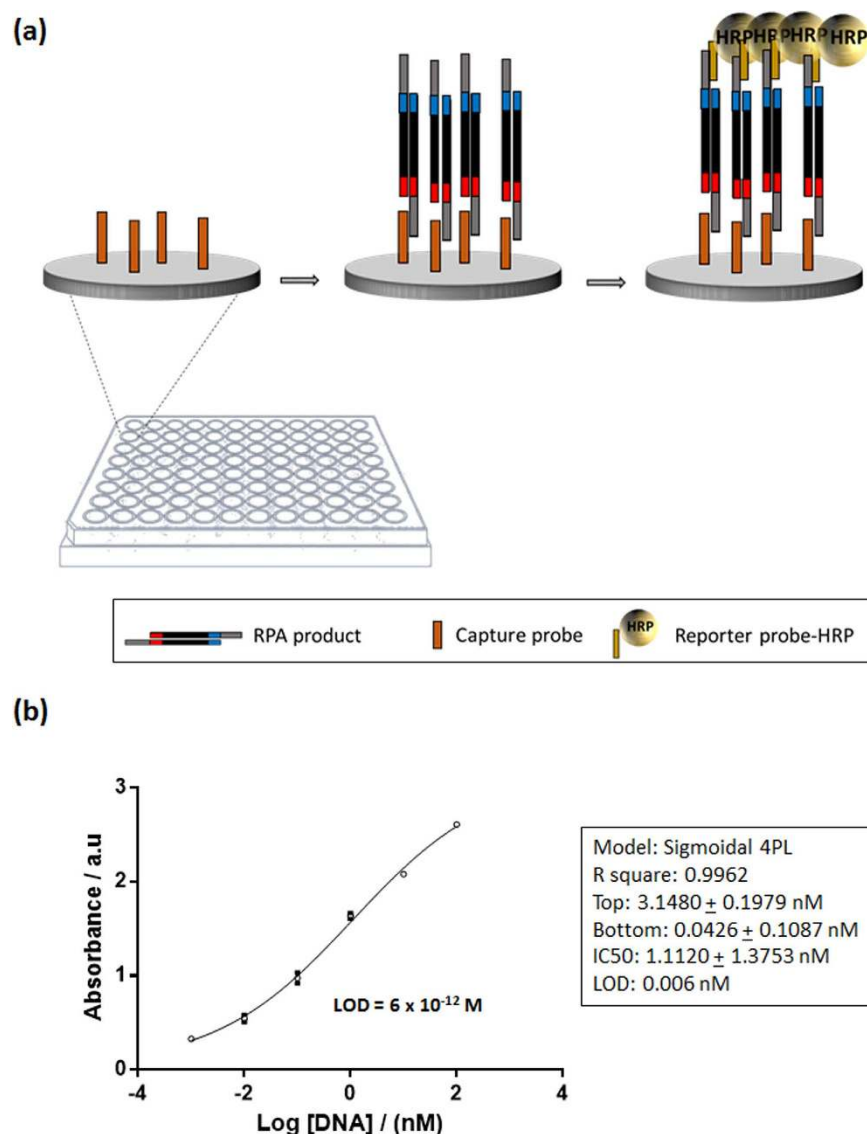 (a)
HRP HRP HRP HRP
RPA product
Capture probe
HRP
Reporter probe-HRP
(b)
3
2
1
0
Absorbance / a.u
-4
-2
0
2
4
Log [DNA] / (nM)
LOD = 6 x 10⁻¹² M
Model: Sigmoidal 4PL
R square: 0.9962
Top: 3.1480 ± 0.1979 nM
Bottom: 0.0426 ± 0.1087 nM
IC50: 1.1120 ± 1.3753 nM
LOD: 0.006 nM